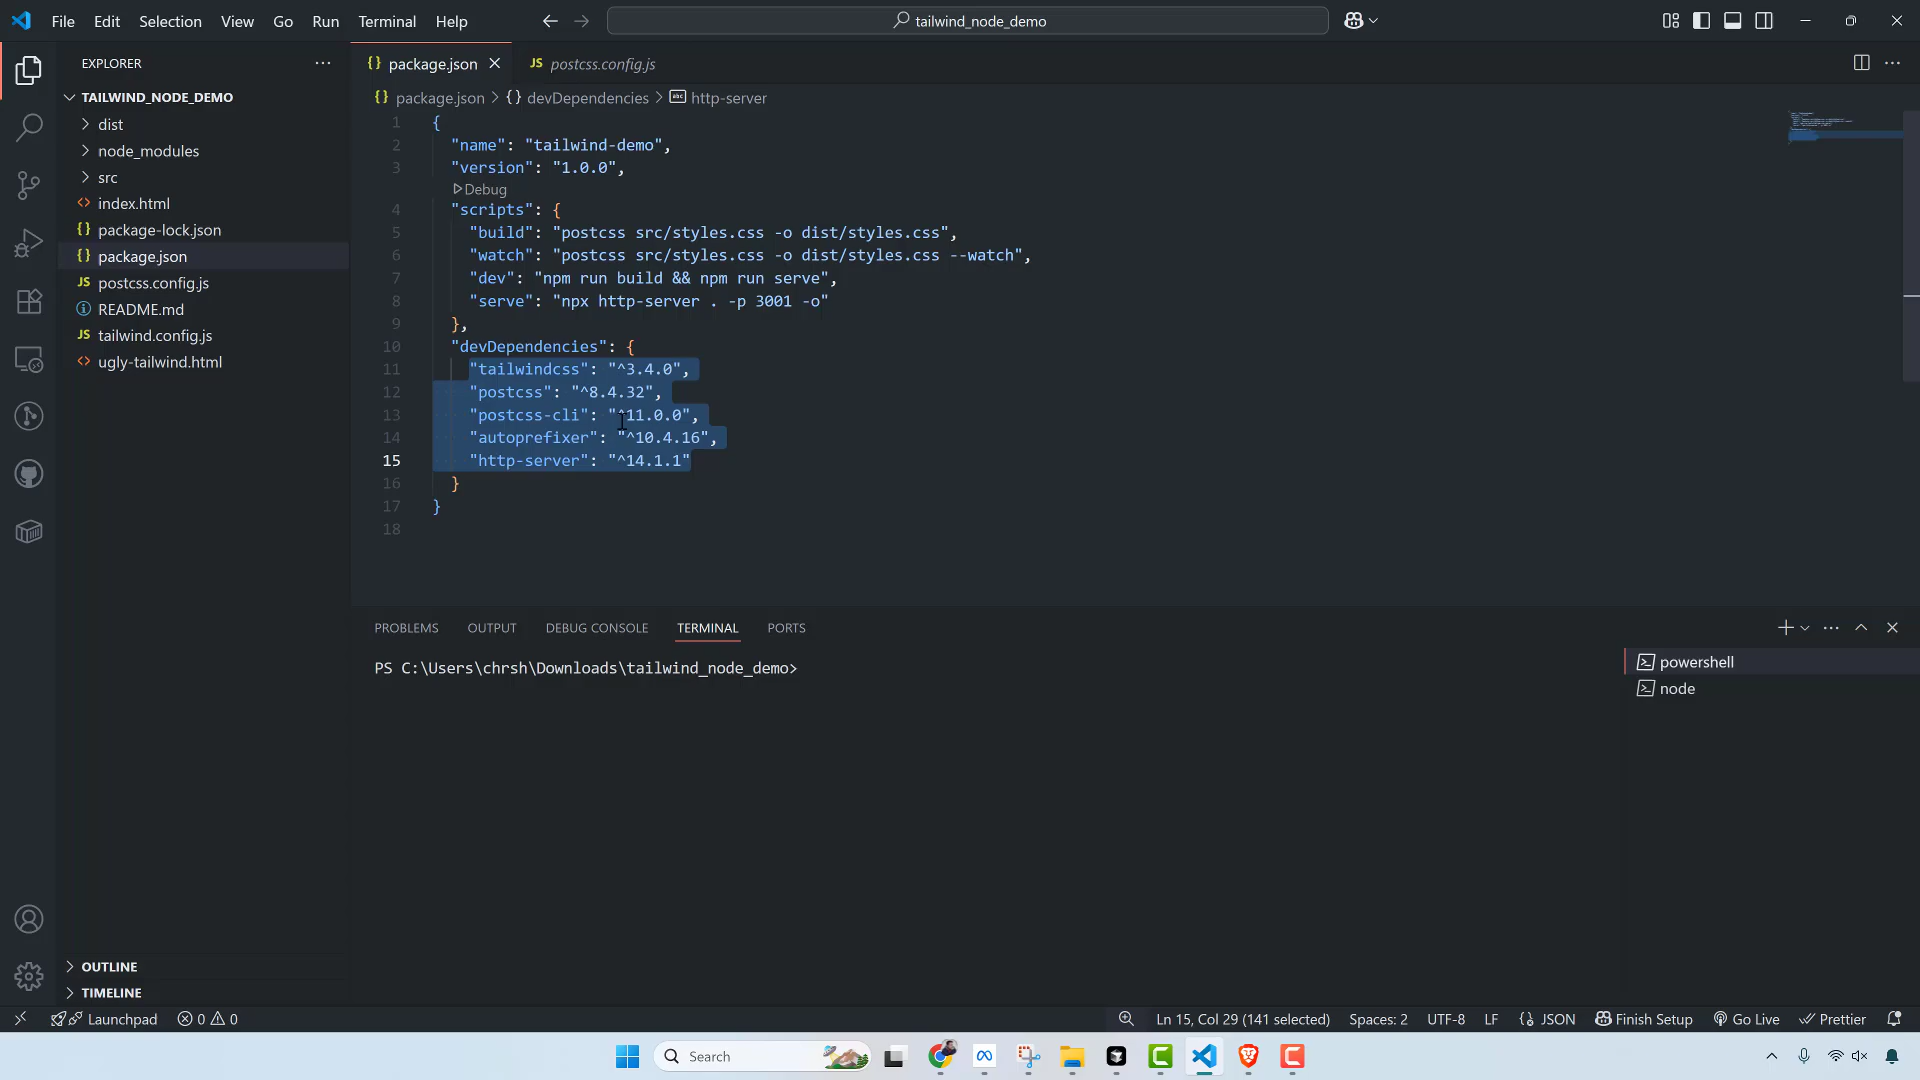 File Edit Selection View Go Run Terminal Help
tailwind_node_demo
EXPLORER
TAILWIND_NODE_DEMO
dist
node_modules
src
index.html
package-lock.json
package.json
postcss.config.js
README.md
tailwind.config.js
ugly-tailwind.html
OUTLINE
TIMELINE
{} package.json
JS postcss.config.js
{} package.json > {} devDependencies > abc http-server
1 {
2 "name": "tailwind-demo",
3 "version": "1.0.0",
Debug
4 "scripts": {
5 "build": "postcss src/styles.css -o dist/styles.css",
6 "watch": "postcss src/styles.css -o dist/styles.css --watch",
7 "dev": "npm run build && npm run serve",
8 "serve": "npx http-server . -p 3001 -o"
9 },
10 "devDependencies": {
11 "tailwindcss": "^3.4.0",
12 "postcss": "^8.4.32",
13 "postcss-cli": "^11.0.0",
14 "autoprefixer": "^10.4.16",
15 "http-server": "^14.1.1"
16 }
17 }
18
PROBLEMS OUTPUT DEBUG CONSOLE TERMINAL PORTS
PS C:\Users\chrsh\Downloads\tailwind_node_demo>
powershell
node
Launchpad 0 0
Ln 15, Col 29 (141 selected) Spaces: 2 UTF-8 LF {} JSON Finish Setup Go Live Prettier
Search